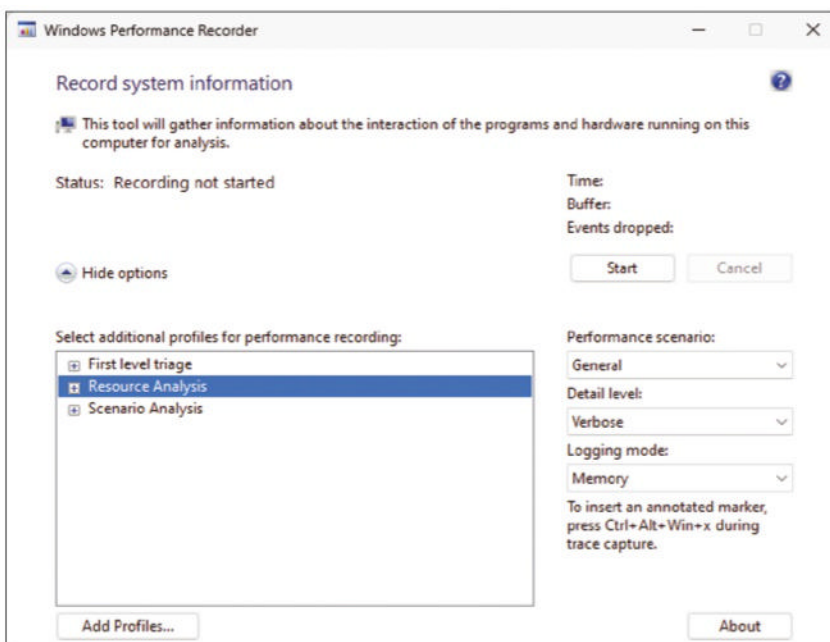 Windows Performance Recorder
Record system information
This tool will gather information about the interaction of the programs and hardware running on this
computer for analysis.
Status: Recording not started
Time:
Buffer:
Events dropped:
Hide options
Start
Cancel
Select additional profiles for performance recording:
First level triage
Resource Analysis
Scenario Analysis
Performance scenario:
General
Detail level:
Verbose
Logging mode:
Memory
To insert an annotated marker,
press Ctrl+Alt+Win+x during
trace capture.
Add Profiles...
About